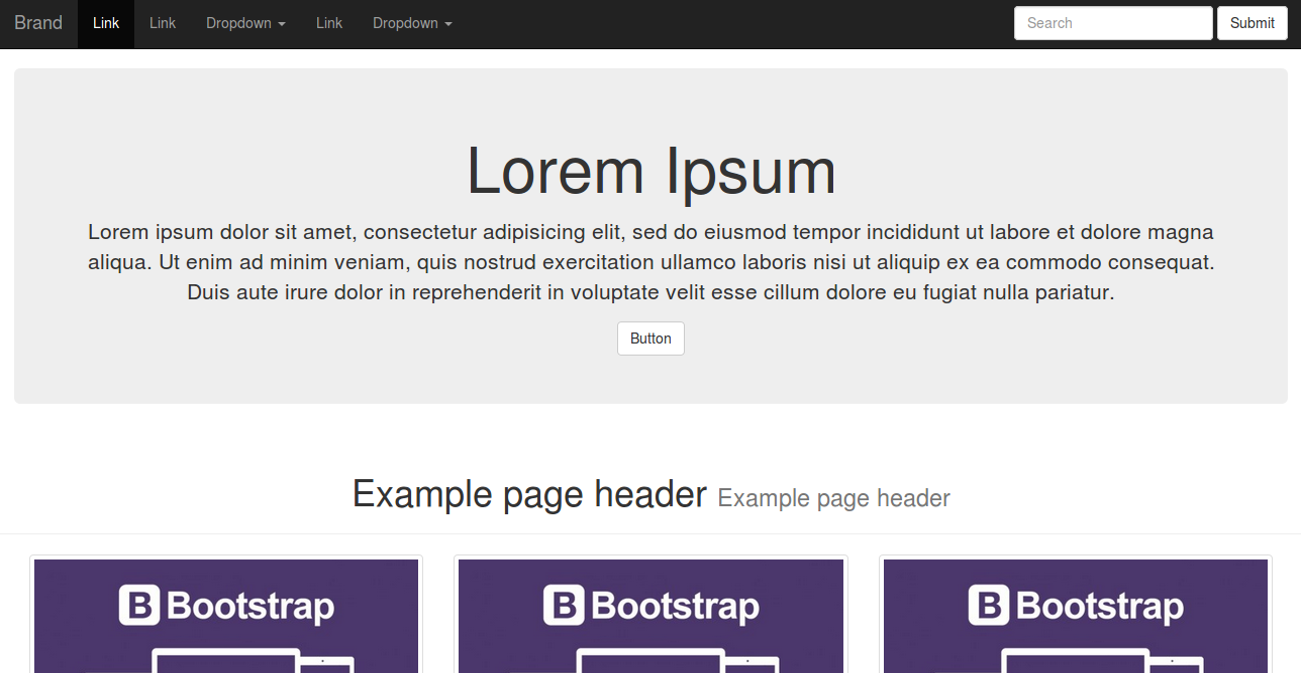 Brand Link Link Dropdown Link Dropdown Search Submit
Lorem Ipsum
Lorem ipsum dolor sit amet, consectetur adipisicing elit, sed do eiusmod tempor incididunt ut labore et dolore magna
aliqua. Ut enim ad minim veniam, quis nostrud exercitation ullamco laboris nisi ut aliquip ex ea commodo consequat.
Duis aute irure dolor in reprehenderit in voluptate velit esse cillum dolore eu fugiat nulla pariatur.
Button
Example page header Example page header
B Bootstrap B Bootstrap B Bootstrap